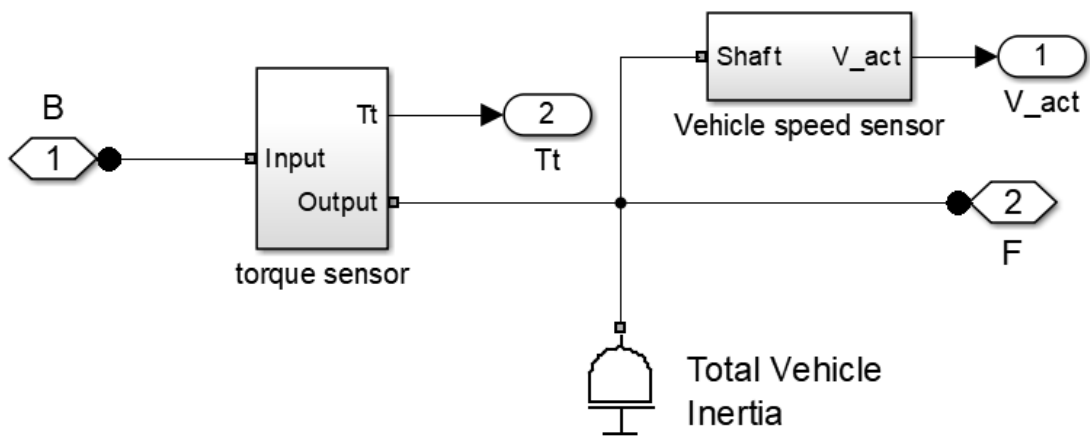 B
1
Input
Tt
Output
torque sensor
2
Tt
Shaft
V_act
Vehicle speed sensor
1
V_act
2
F
Total Vehicle
Inertia